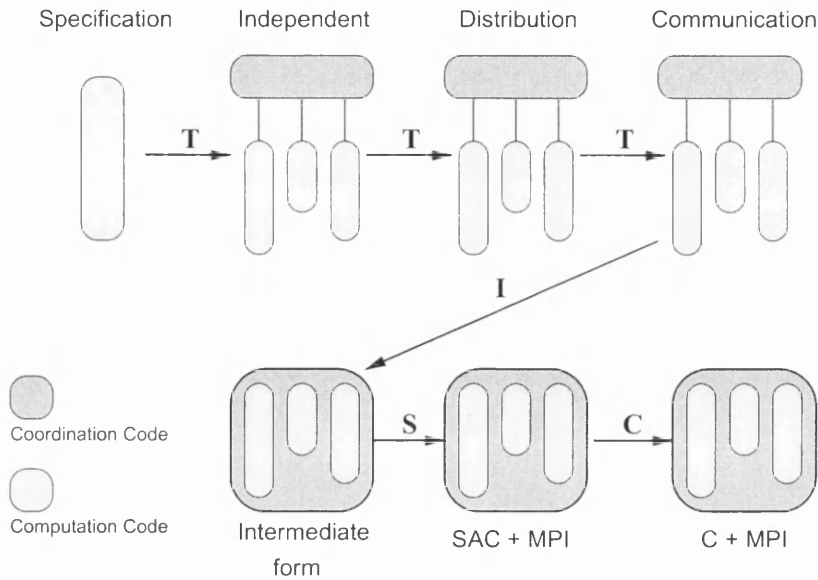 Specification Independent Distribution Communication
T T T
I
S C
Coordination Code
Computation Code
Intermediate
form
SAC + MPI
C + MPI